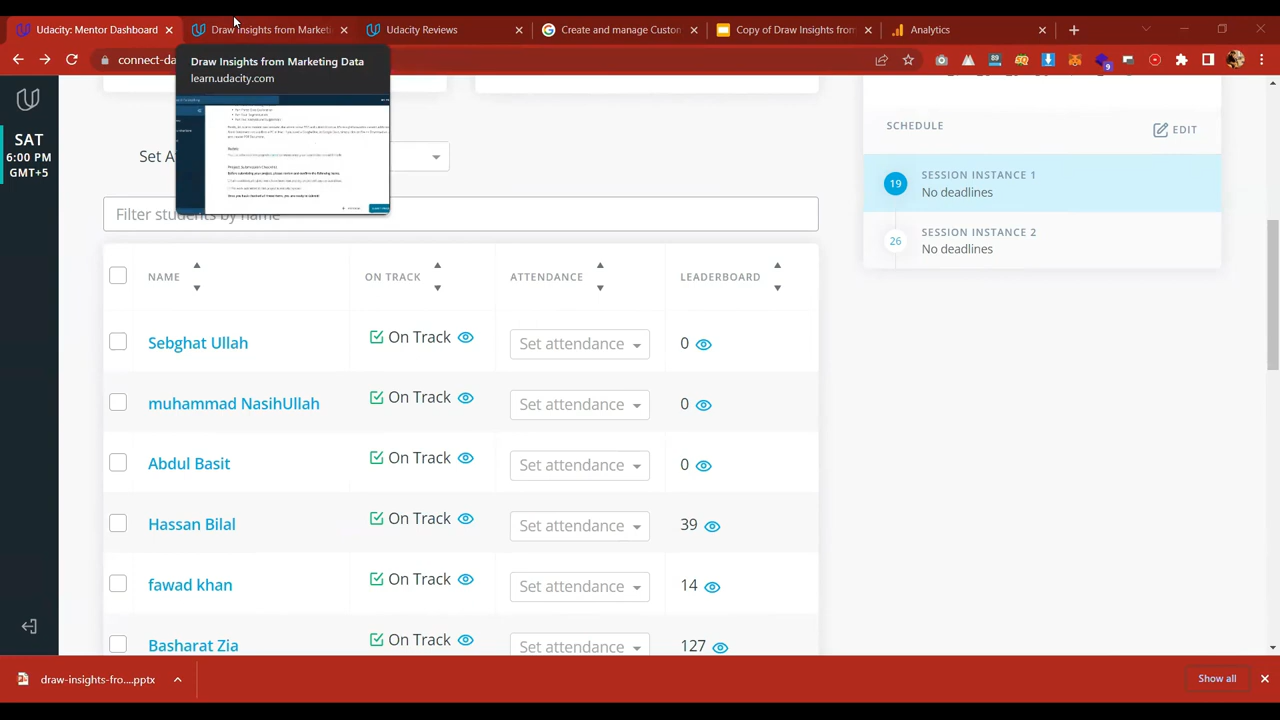 Udacity: Mentor Dashboard
Draw Insights from Marketi
Udacity Reviews
Create and manage Custon
Copy of Draw Insights from
Analytics
connect-da
9
Draw Insights from Marketing Data
learn.udacity.com
SAT
6:00 PM
GMT+5
Set A
Filter students by name
SCHEDULE
EDIT
19
SESSION INSTANCE 1
No deadlines
26
SESSION INSTANCE 2
No deadlines
NAME
ON TRACK
ATTENDANCE
LEADERBOARD
Sebghat Ullah
On Track
Set attendance
0
muhammad NasihUllah
On Track
Set attendance
0
Abdul Basit
On Track
Set attendance
0
Hassan Bilal
On Track
Set attendance
39
fawad khan
On Track
Set attendance
14
Basharat Zia
On Track
Set attendance
127
draw-insights-fro....pptx
Show all